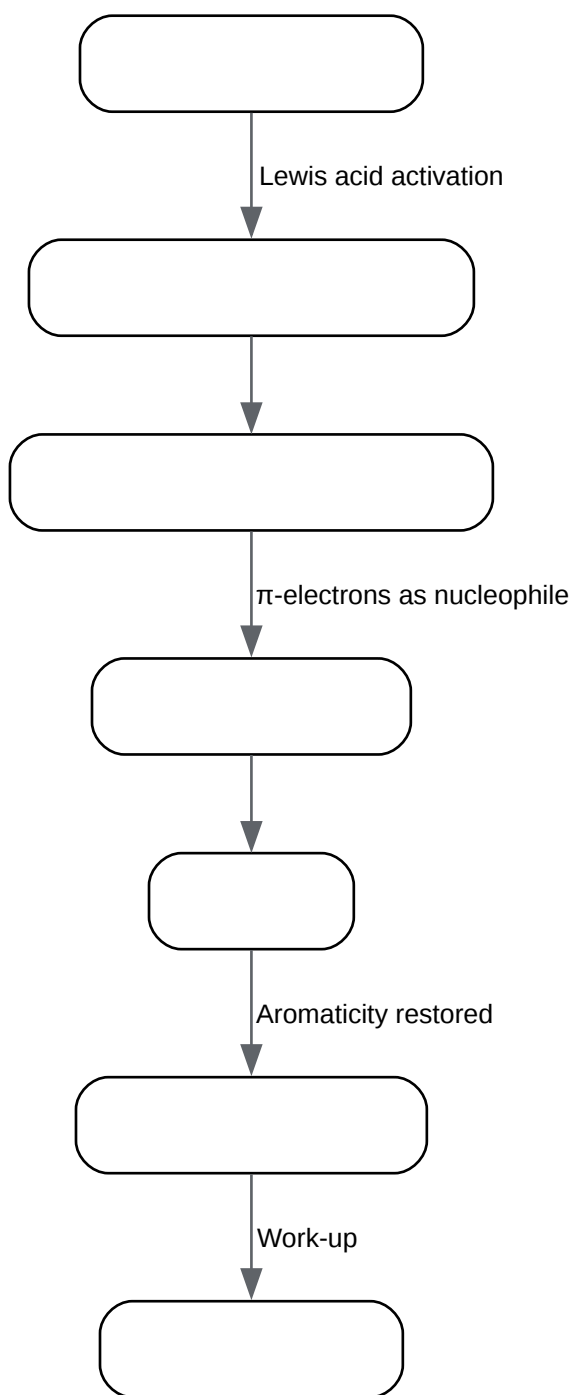 Lewis acid activation
π-electrons as nucleophile
Aromaticity restored
Work-up